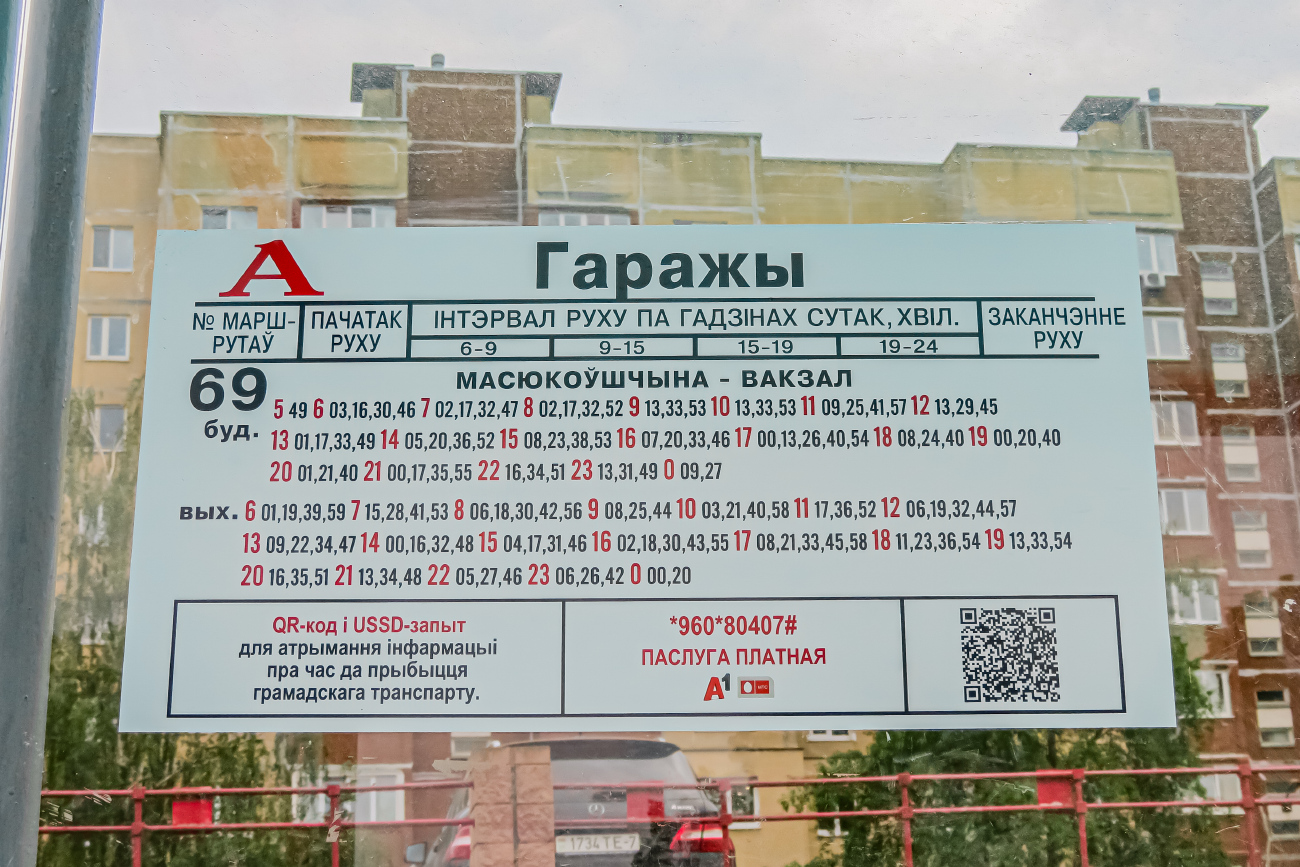 А Гаражы
№ МАРШ- ПАЧАТАК ІНТЭРВАЛ РУХУ ПА ГАДЗІНАХ СУТАК, ХВІЛ. ЗАКАНЧЭННЕ
РУТАЎ РУХУ 6-9 9-15 15-19 19-24 РУХУ
69 МАСЮКОЎШЧЫНА - ВАКЗАЛ
буд. 5 49 6 03,16,30,46 7 02,17,32,47 8 02,17,32,52 9 13,33,53 10 13,33,53 11 09,25,41,57 12 13,29,45
13 01,17,33,49 14 05,20,36,52 15 08,23,38,53 16 07,20,33,46 17 00,13,26,40,54 18 08,24,40 19 00,20,40
20 01,21,40 21 00,17,35,55 22 16,34,51 23 13,31,49 0 09,27
вых. 6 01,19,39,59 7 15,28,41,53 8 06,18,30,42,56 9 08,25,44 10 03,21,40,58 11 17,36,52 12 06,19,32,44,57
13 09,22,34,47 14 00,16,32,48 15 04,17,31,46 16 02,18,30,43,55 17 08,21,33,45,58 18 11,23,36,54 19 13,33,54
20 16,35,51 21 13,34,48 22 05,27,46 23 06,26,42 0 00,20
QR-код і USSD-запыт
для атрымання інфармацыі
пра час да прыбыцця
грамадскага транспарту.
*960*80407#
ПАСЛУГА ПЛАТНАЯ
A1 МТС
1734 TE-7